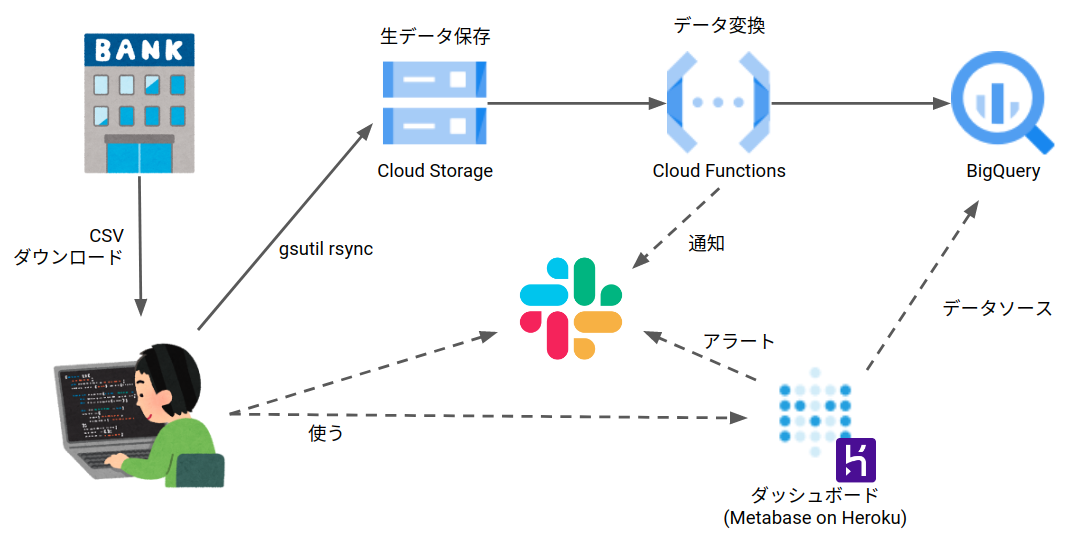 BANK
生データ保存
データ変換
Cloud Storage
Cloud Functions
BigQuery
CSV
ダウンロード
gsutil rsync
通知
データソース
アラート
使う
ダッシュボード
(Metabase on Heroku)